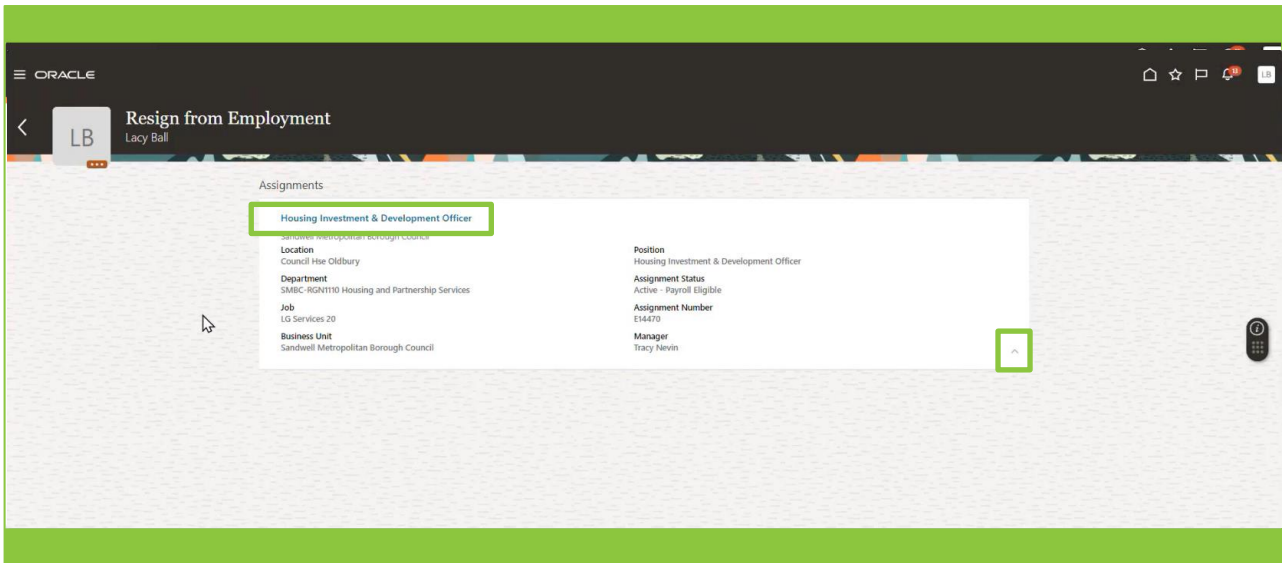 ORACLE
12
LB
LB
Resign from Employment
Lacy Ball
Assignments
Housing Investment & Development Officer
Sandwell Metropolitan Borough Council
Location
Council Hse Oldbury
Position
Housing Investment & Development Officer
Department
SMBC-RGN1110 Housing and Partnership Services
Assignment Status
Active - Payroll Eligible
Job
LG Services 20
Assignment Number
E14470
Business Unit
Sandwell Metropolitan Borough Council
Manager
Tracy Nevin